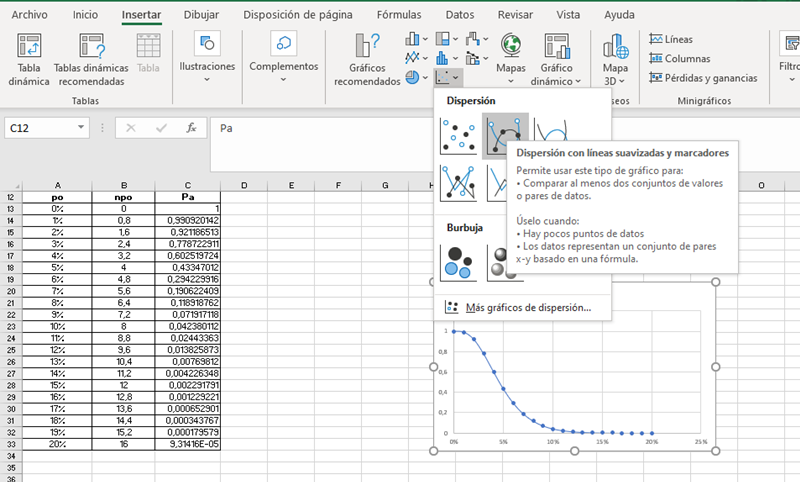 Archivo Inicio Insertar Dibujar Disposición de página Fórmulas Datos Revisar Vista Ayuda
Tabla dinámica
Tablas dinámicas recomendadas
Tabla
Tablas
Ilustraciones
Complementos
Gráficos recomendados
Mapas
Gráfico dinámico
Mapa 3D
Líneas
Columnas
Pérdidas y ganancias
Minigráficos
Filtro
C12 fx Pa
Dispersión
Dispersión con líneas suavizadas y marcadores
Permite usar este tipo de gráfico para:
• Comparar al menos dos conjuntos de valores
o pares de datos.
Úselo cuando:
• Hay pocos puntos de datos
• Los datos representan un conjunto de pares
x-y basado en una fórmula.
Burbuja
Más gráficos de dispersión...
A B C D E F G H O
12 po npo Pa
13 0% 0 1
14 1% 0,8 0,990920142
15 2% 1,6 0,921186513
16 3% 2,4 0,778722911
17 4% 3,2 0,602519724
18 5% 4 0,43347012
19 6% 4,8 0,294229916
20 7% 5,6 0,190622409
21 8% 6,4 0,118918762
22 9% 7,2 0,071917118
23 10% 8 0,042380112
24 11% 8,8 0,02443363
25 12% 9,6 0,013825873
26 13% 10,4 0,00769812
27 14% 11,2 0,004226348
28 15% 12 0,002291791
29 16% 12,8 0,001229221
30 17% 13,6 0,000652901
31 18% 14,4 0,000343767
32 19% 15,2 0,000179579
33 20% 16 9,31416E-05
34
35
36
1
0,8
0,6
0,4
0,2
0
0% 5% 10% 15% 20% 25%